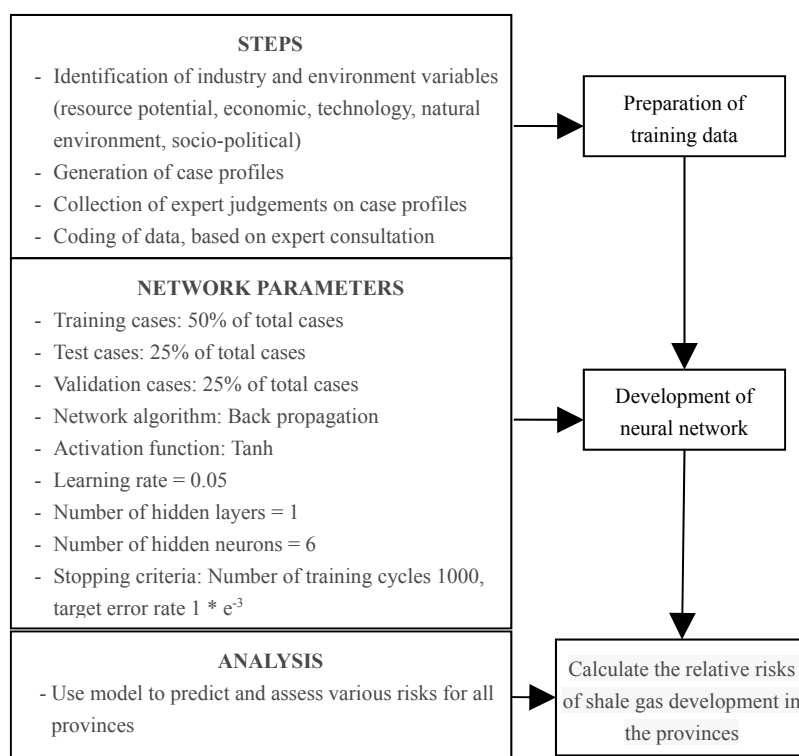 STEPS
- Identification of industry and environment variables
(resource potential, economic, technology, natural
environment, socio-political)
- Generation of case profiles
- Collection of expert judgements on case profiles
- Coding of data, based on expert consultation
Preparation of
training data
NETWORK PARAMETERS
- Training cases: 50% of total cases
- Test cases: 25% of total cases
- Validation cases: 25% of total cases
- Network algorithm: Back propagation
- Activation function: Tanh
- Learning rate = 0.05
- Number of hidden layers = 1
- Number of hidden neurons = 6
- Stopping criteria: Number of training cycles 1000,
target error rate 1 * e⁻³
Development of
neural network
ANALYSIS
- Use model to predict and assess various risks for all
provinces
Calculate the relative risks
of shale gas development in
the provinces